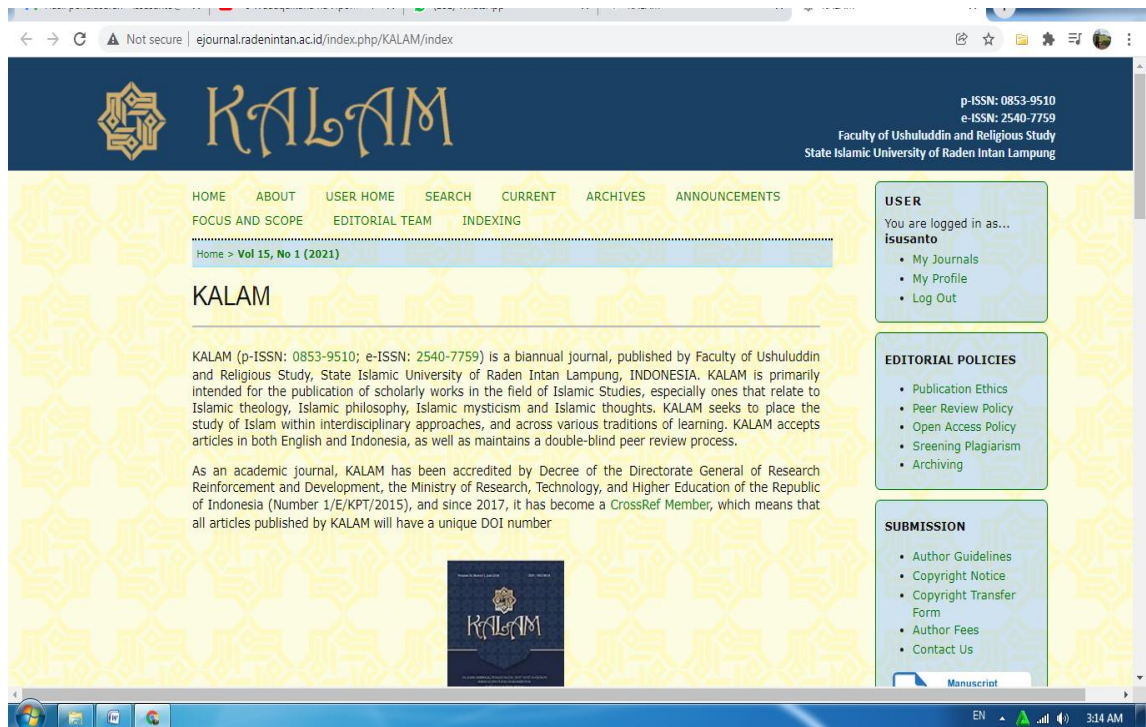 Not secure ejournal.radenintan.ac.id/index.php/KALAM/index
KALAM
p-ISSN: 0853-9510
e-ISSN: 2540-7759
Faculty of Ushuluddin and Religious Study
State Islamic University of Raden Intan Lampung
HOME ABOUT USER HOME SEARCH CURRENT ARCHIVES ANNOUNCEMENTS
FOCUS AND SCOPE EDITORIAL TEAM INDEXING
Home > Vol 15, No 1 (2021)
KALAM
KALAM (p-ISSN: 0853-9510; e-ISSN: 2540-7759) is a biannual journal, published by Faculty of Ushuluddin
and Religious Study, State Islamic University of Raden Intan Lampung, INDONESIA. KALAM is primarily
intended for the publication of scholarly works in the field of Islamic Studies, especially ones that relate to
Islamic theology, Islamic philosophy, Islamic mysticism and Islamic thoughts. KALAM seeks to place the
study of Islam within interdisciplinary approaches, and across various traditions of learning. KALAM accepts
articles in both English and Indonesia, as well as maintains a double-blind peer review process.
As an academic journal, KALAM has been accredited by Decree of the Directorate General of Research
Reinforcement and Development, the Ministry of Research, Technology, and Higher Education of the Republic
of Indonesia (Number 1/E/KPT/2015), and since 2017, it has become a CrossRef Member, which means that
all articles published by KALAM will have a unique DOI number
KALAM
USER
You are logged in as...
isusanto
My Journals
My Profile
Log Out
EDITORIAL POLICIES
Publication Ethics
Peer Review Policy
Open Access Policy
Sreening Plagiarism
Archiving
SUBMISSION
Author Guidelines
Copyright Notice
Copyright Transfer
Form
Author Fees
Contact Us
Manuscript
EN 3:14 AM